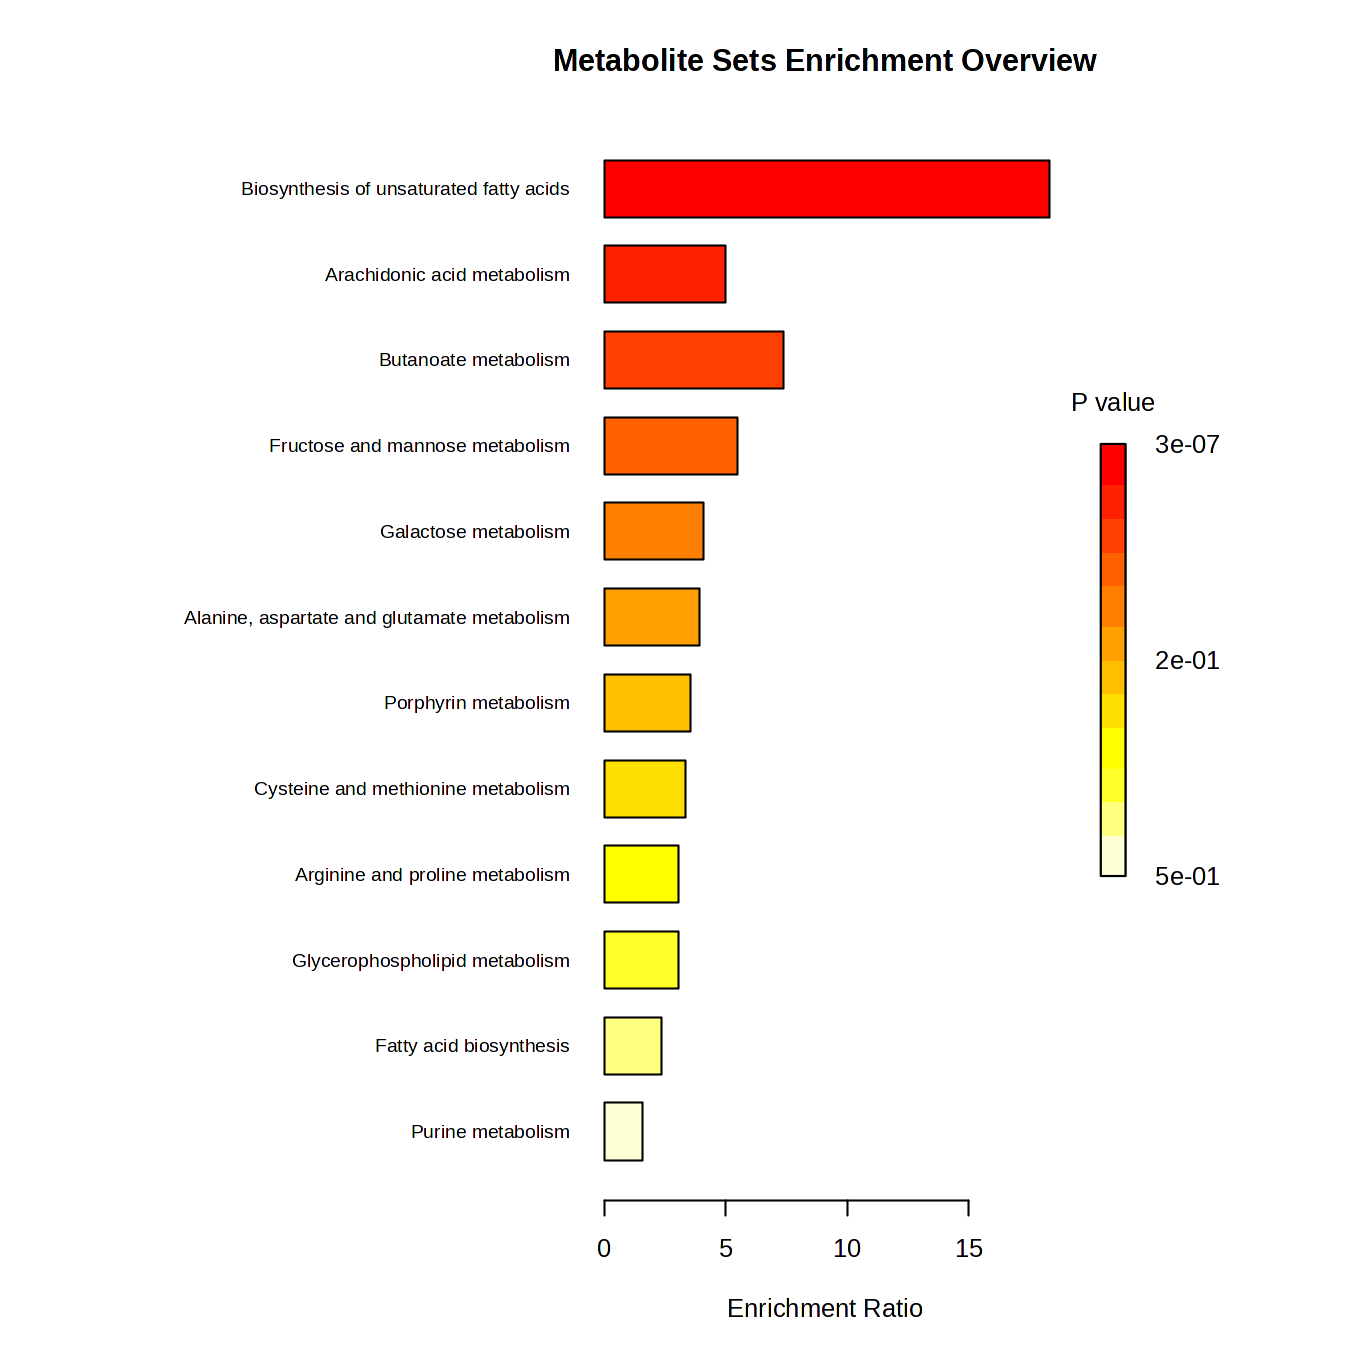 Metabolite Sets Enrichment Overview
Biosynthesis of unsaturated fatty acids
Arachidonic acid metabolism
Butanoate metabolism
Fructose and mannose metabolism
Galactose metabolism
Alanine, aspartate and glutamate metabolism
Porphyrin metabolism
Cysteine and methionine metabolism
Arginine and proline metabolism
Glycerophospholipid metabolism
Fatty acid biosynthesis
Purine metabolism
P value
3e-07
2e-01
5e-01
0 5 10 15
Enrichment Ratio